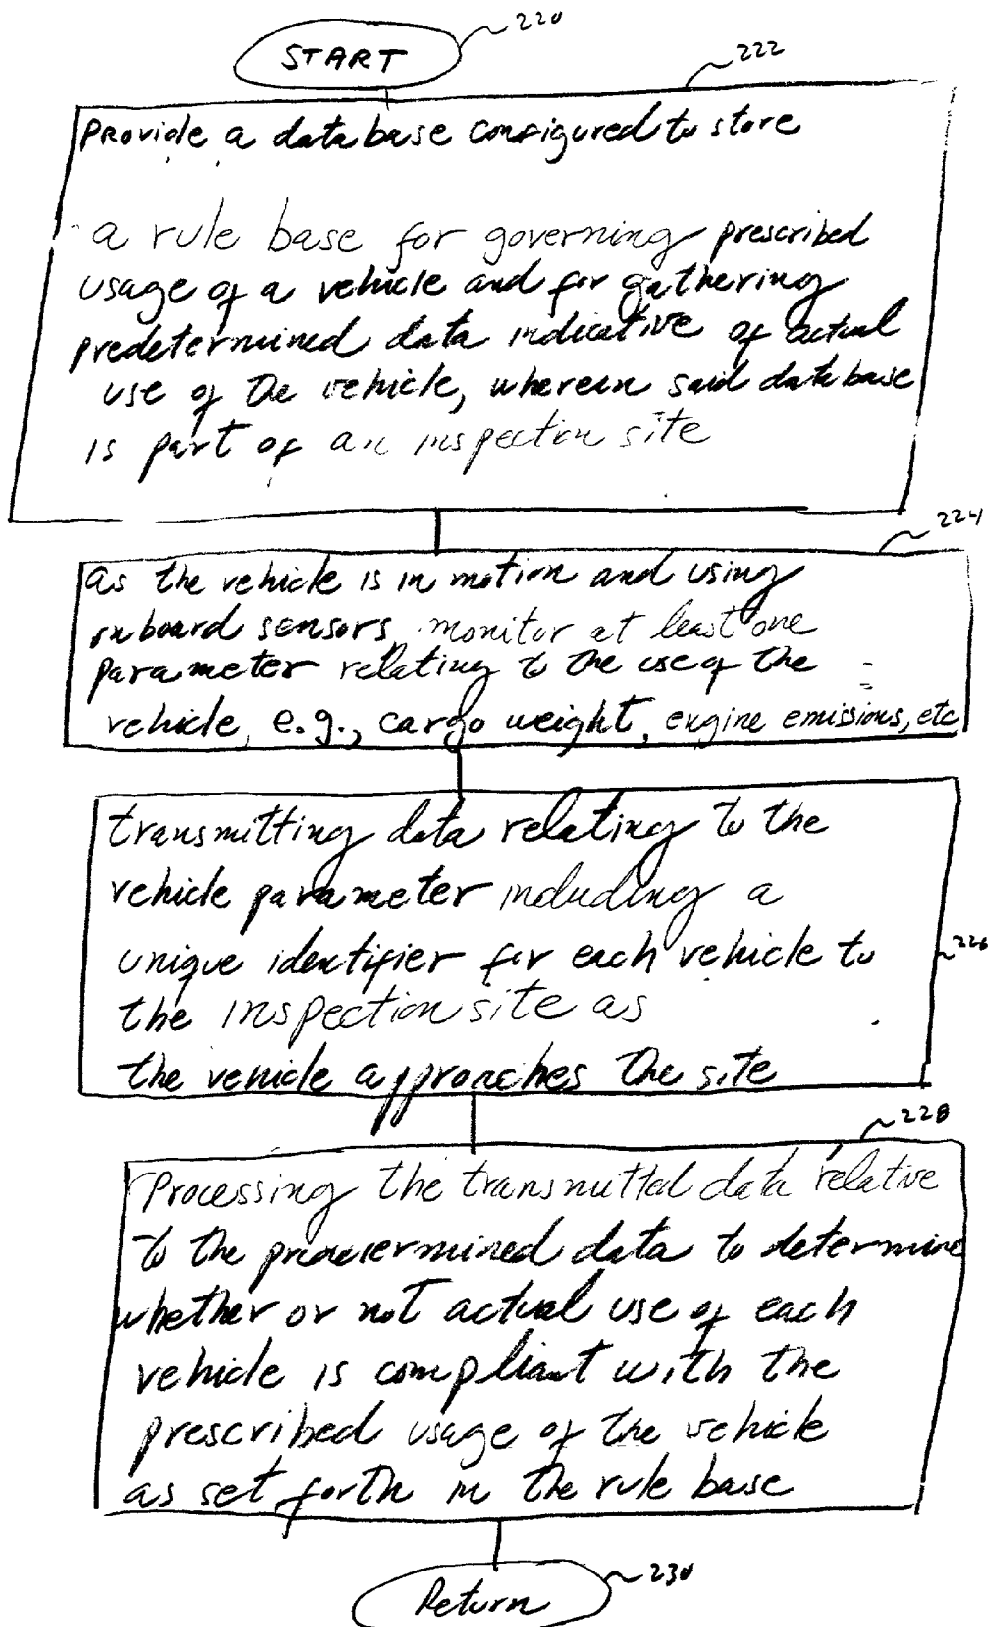 220
START
222
Provide a database configured to store
a rule base for governing prescribed
usage of a vehicle and for gathering
predetermined data indicative of actual
use of the vehicle, wherein said database
is part of an inspection site
224
as the vehicle is in motion and using
onboard sensors, monitor at least one
parameter relating to the use of the
vehicle, e.g., cargo weight, engine emissions, etc
transmitting data relating to the
vehicle parameter including a
unique identifier for each vehicle to
226
the inspection site as
the vehicle approaches the site
228
Processing the transmitted data relative
to the predetermined data to determine
whether or not actual use of each
vehicle is compliant with the
prescribed usage of the vehicle
as set forth in the rule base
230
Return